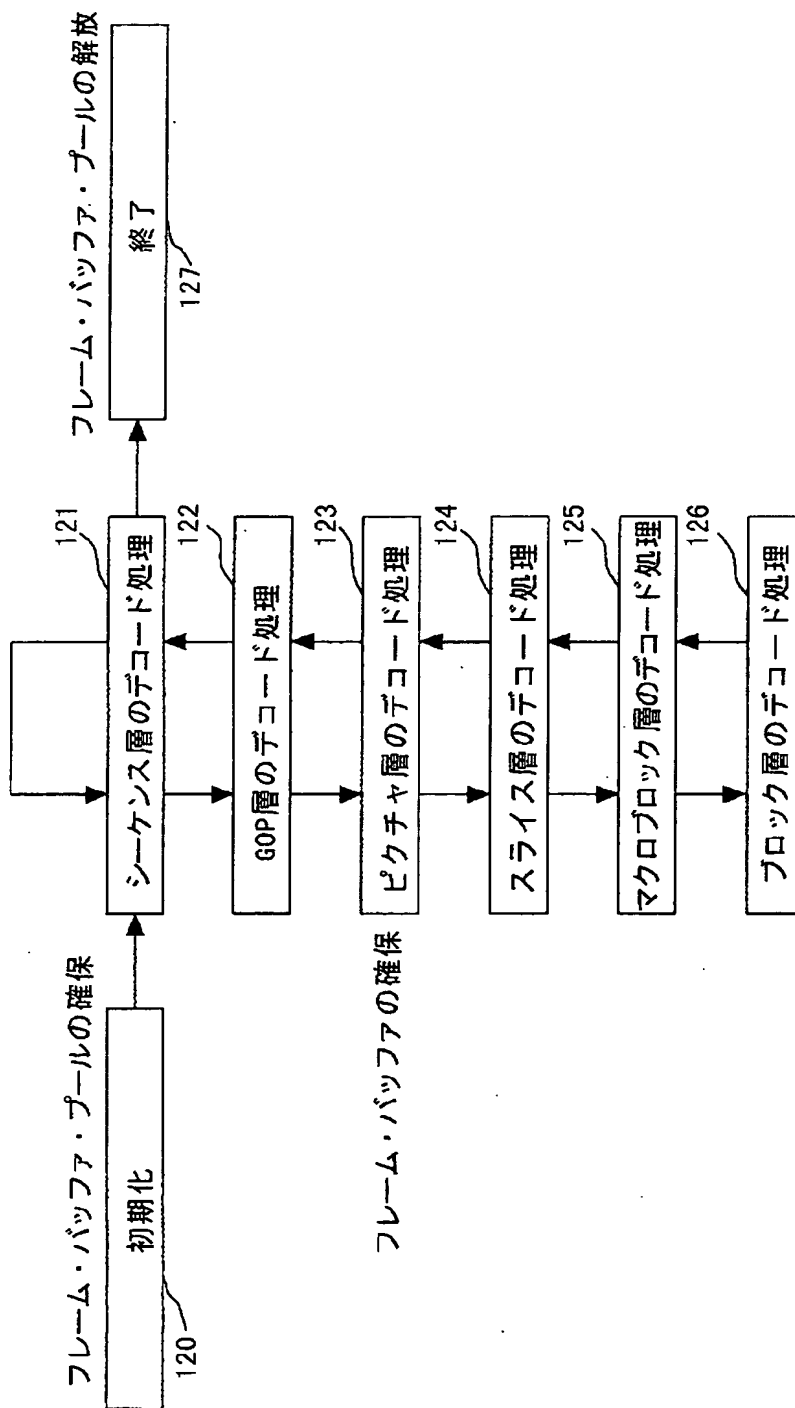 フレーム・バッファ・プールの確保
初期化
120
121
シーケンス層のデコード処理
122
GOP層のデコード処理
フレーム・バッファの確保
123
ピクチャ層のデコード処理
124
スライス層のデコード処理
125
マクロブロック層のデコード処理
126
ブロック層のデコード処理
フレーム・バッファ・プールの解放
終了
127